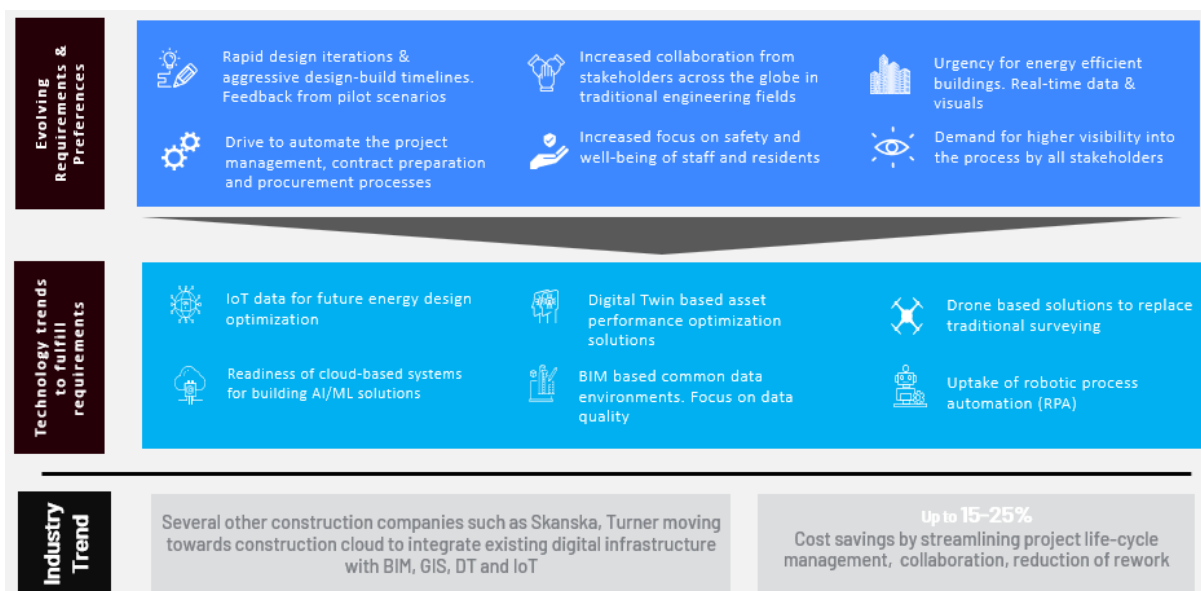 Evolving
Requirements &
Preferences
Rapid design iterations &
aggressive design-build timelines.
Feedback from pilot scenarios
Increased collaboration from
stakeholders across the globe in
traditional engineering fields
Urgency for energy efficient
buildings. Real-time data &
visuals
Drive to automate the project
management, contract preparation
and procurement processes
Increased focus on safety and
well-being of staff and residents
Demand for higher visibility into
the process by all stakeholders
Technology trends
to fulfill
requirements
IoT data for future energy design
optimization
Digital Twin based asset
performance optimization
solutions
Drone based solutions to replace
traditional surveying
Readiness of cloud-based systems
for building AI/ML solutions
BIM based common data
environments. Focus on data
quality
Uptake of robotic process
automation (RPA)
Industry
Trend
Several other construction companies such as Skanska, Turner moving
towards construction cloud to integrate existing digital infrastructure
with BIM, GIS, DT and IoT
Up to 15-25%
Cost savings by streamlining project life-cycle
management, collaboration, reduction of rework